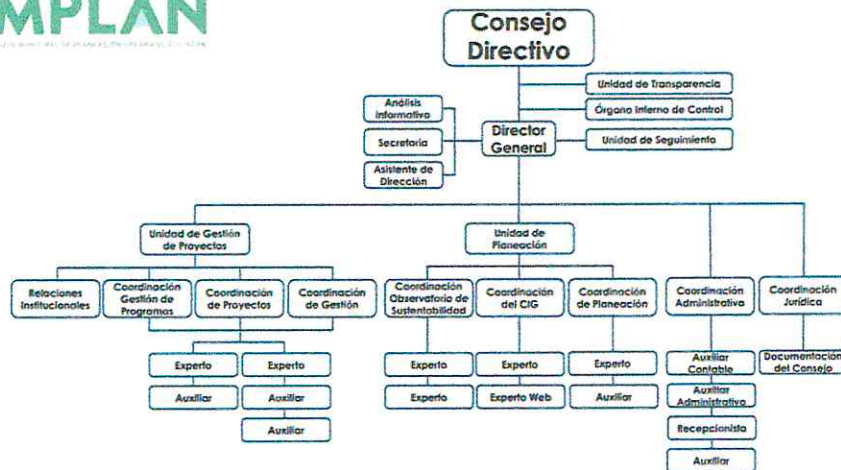 IMPLAN
Consejo
Directivo
Unidad de Transparencia
Órgano Interno de Control
Análisis
Informativo
Secretaria
Director
General
Unidad de Seguimiento
Asistente de
Dirección
Unidad de Gestión
de Proyectos
Unidad de
Planeación
Relaciones
Institucionales
Coordinación
Gestión de
Programas
Coordinación
de Proyectos
Coordinación
de Gestión
Coordinación
Observatorio de
Sustentabilidad
Coordinación
del CIG
Coordinación
de Planeación
Coordinación
Administrativa
Coordinación
Jurídica
Experto
Experto
Experto
Experto
Experto
Auxiliar
Contable
Documentación
del Consejo
Auxiliar
Auxiliar
Experto
Experto Web
Auxiliar
Auxiliar
Administrativo
Auxiliar
Recepcionista
Auxiliar